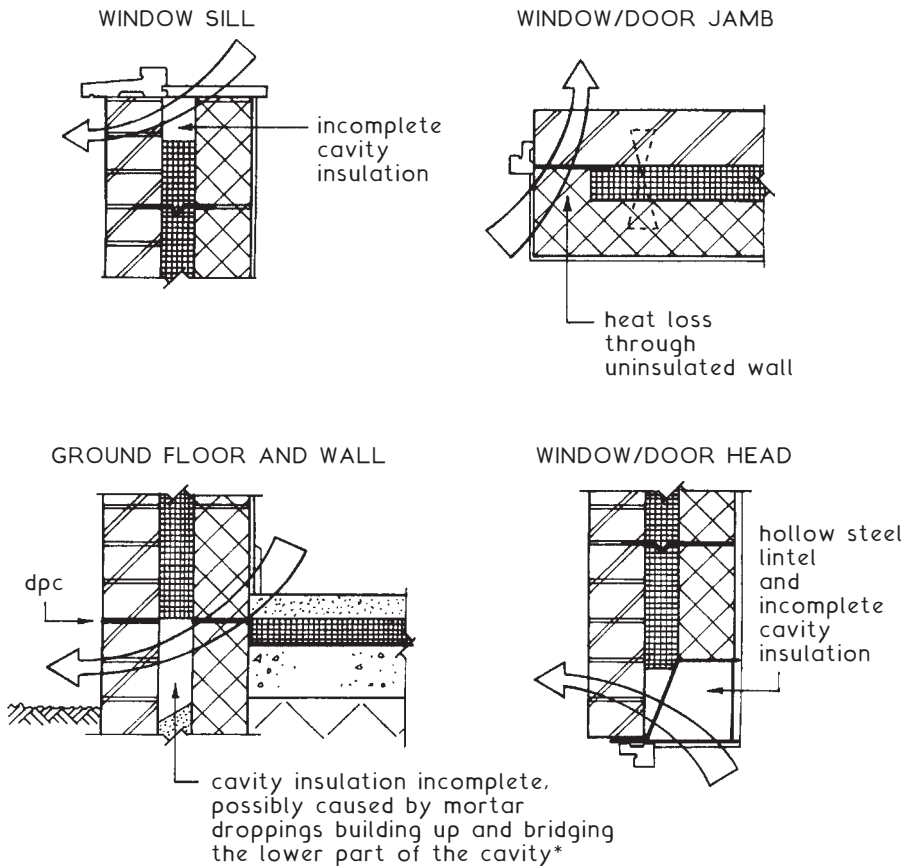 WINDOW SILL
incomplete
cavity
insulation
WINDOW/DOOR JAMB
heat loss
through
uninsulated wall
GROUND FLOOR AND WALL
dpc
cavity insulation incomplete,
possibly caused by mortar
droppings building up and bridging
the lower part of the cavity*
WINDOW/DOOR HEAD
hollow steel
lintel
and
incomplete
cavity
insulation